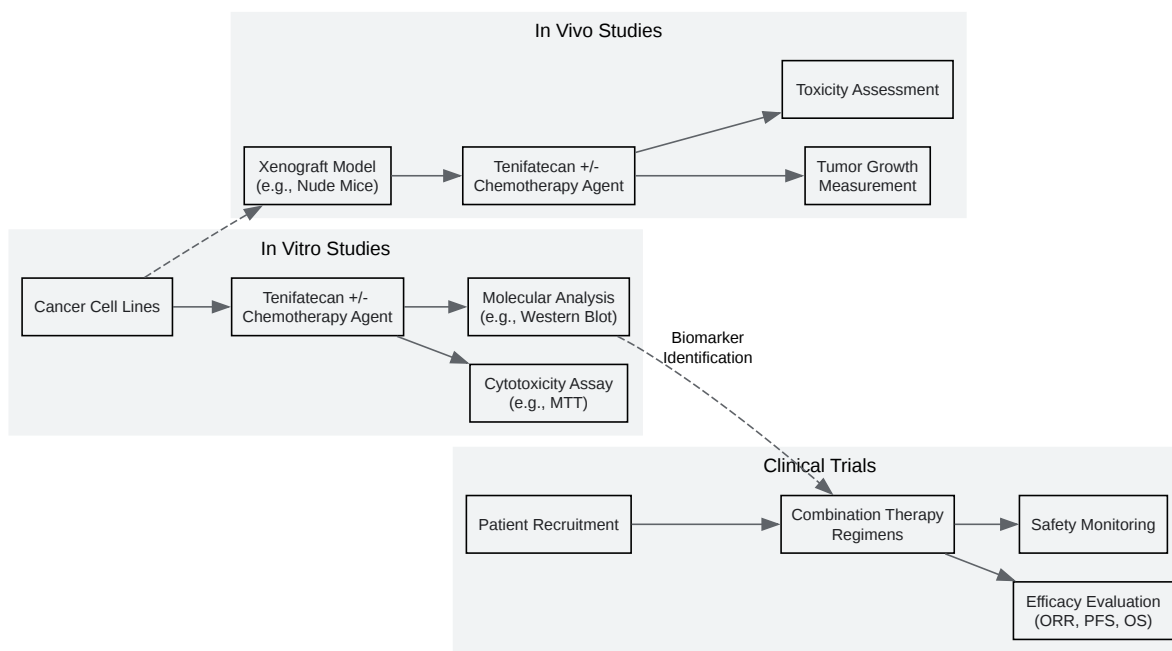 In Vivo Studies
Toxicity Assessment
Xenograft Model
(e.g., Nude Mice)
Tenifatecan +/-
Chemotherapy Agent
Tumor Growth
Measurement
In Vitro Studies
Cancer Cell Lines
Tenifatecan +/-
Chemotherapy Agent
Molecular Analysis
(e.g., Western Blot)
Cytotoxicity Assay
(e.g., MTT)
Biomarker
Identification
Clinical Trials
Patient Recruitment
Combination Therapy
Regimens
Safety Monitoring
Efficacy Evaluation
(ORR, PFS, OS)